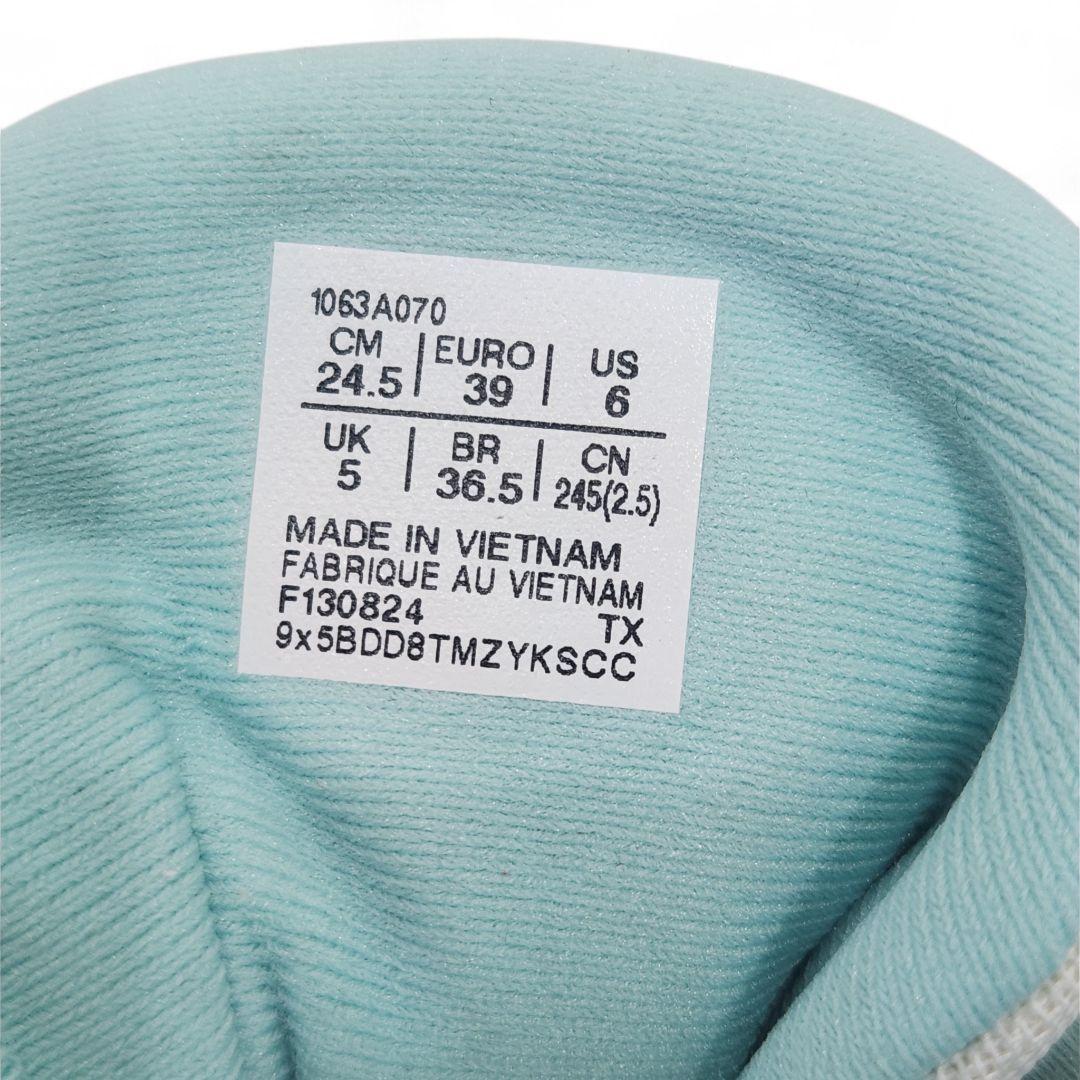 1063A070
CM | EURO | US
24.5 | 39 | 6
UK | BR | CN
5 | 36.5 | 245(2.5)
MADE IN VIETNAM
FABRIQUE AU VIETNAM
F130824 TX
9x5BDD8TMZYKSCC